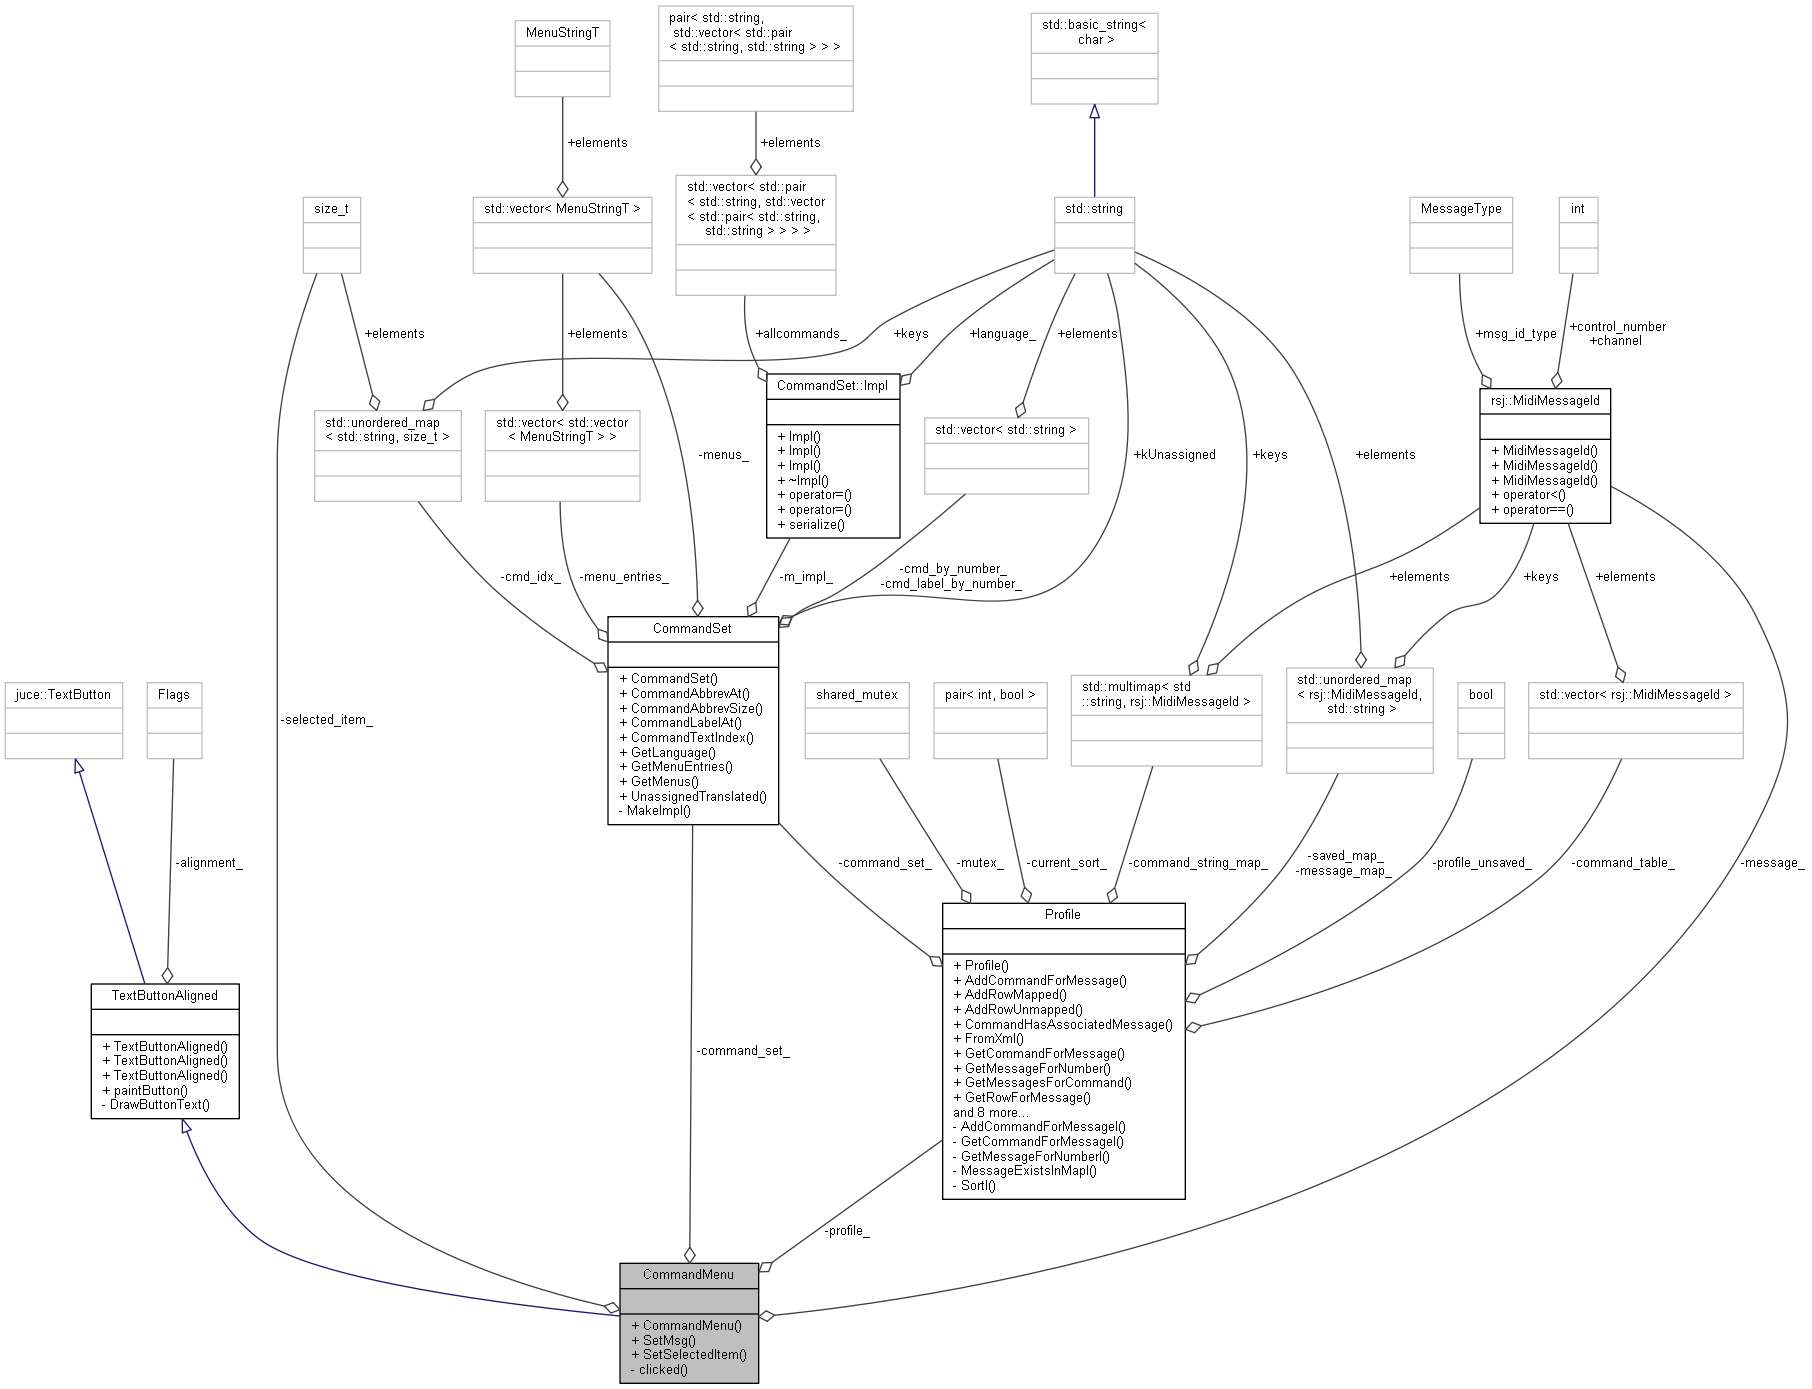 pair< std::string,
std::vector< std::pair
< std::string, std::string > > >
std::basic_string<
char >
MenuStringT
+elements
+elements
std::vector< std::pair
< std::string, std::vector
< std::pair< std::string,
std::string > > > >
size_t
std::vector< MenuStringT >
std::string
MessageType
int
+elements
+elements
+allcommands_
+keys
+language_
+elements
+msg_id_type
+control_number
+channel
CommandSet::Impl
+ Impl()
+ Impl()
+ Impl()
+ ~Impl()
+ operator=()
+ operator=()
+ serialize()
rsj::MidiMessageId
+ MidiMessageId()
+ MidiMessageId()
+ MidiMessageId()
+ operator<()
+ operator==()
std::unordered_map
< std::string, size_t >
std::vector< std::vector
< MenuStringT > >
std::vector< std::string >
-menus_
+kUnassigned
+keys
+elements
-cmd_idx_
-menu_entries_
-m_impl_
-cmd_by_number_
-cmd_label_by_number_
+elements
+keys
+elements
CommandSet
+ CommandSet()
+ CommandAbbrevAt()
+ CommandAbbrevSize()
+ CommandLabelAt()
+ CommandTextIndex()
+ GetLanguage()
+ GetMenuEntries()
+ GetMenus()
+ UnassignedTranslated()
- MakeImpl()
juce::TextButton
Flags
-selected_item_
shared_mutex
pair< int, bool >
std::multimap< std
::string, rsj::MidiMessageId >
std::unordered_map
< rsj::MidiMessageId,
std::string >
bool
std::vector< rsj::MidiMessageId >
-alignment_
-command_set_
-mutex_
-current_sort_
-command_string_map_
-saved_map_
-message_map_
-profile_unsaved_
-command_table_
-message_
Profile
+ Profile()
+ AddCommandForMessage()
+ AddRowMapped()
+ AddRowUnmapped()
+ CommandHasAssociatedMessage()
+ FromXml()
+ GetCommandForMessage()
+ GetMessageForNumber()
+ GetMessagesForCommand()
+ GetRowForMessage()
and 8 more...
- AddCommandForMessageI()
- GetCommandForMessageI()
- GetMessageForNumberI()
- MessageExistsInMapI()
- SortI()
TextButtonAligned
+ TextButtonAligned()
+ TextButtonAligned()
+ TextButtonAligned()
+ paintButton()
- DrawButtonText()
-command_set_
-profile_
CommandMenu
+ CommandMenu()
+ SetMsg()
+ SetSelectedItem()
- clicked()